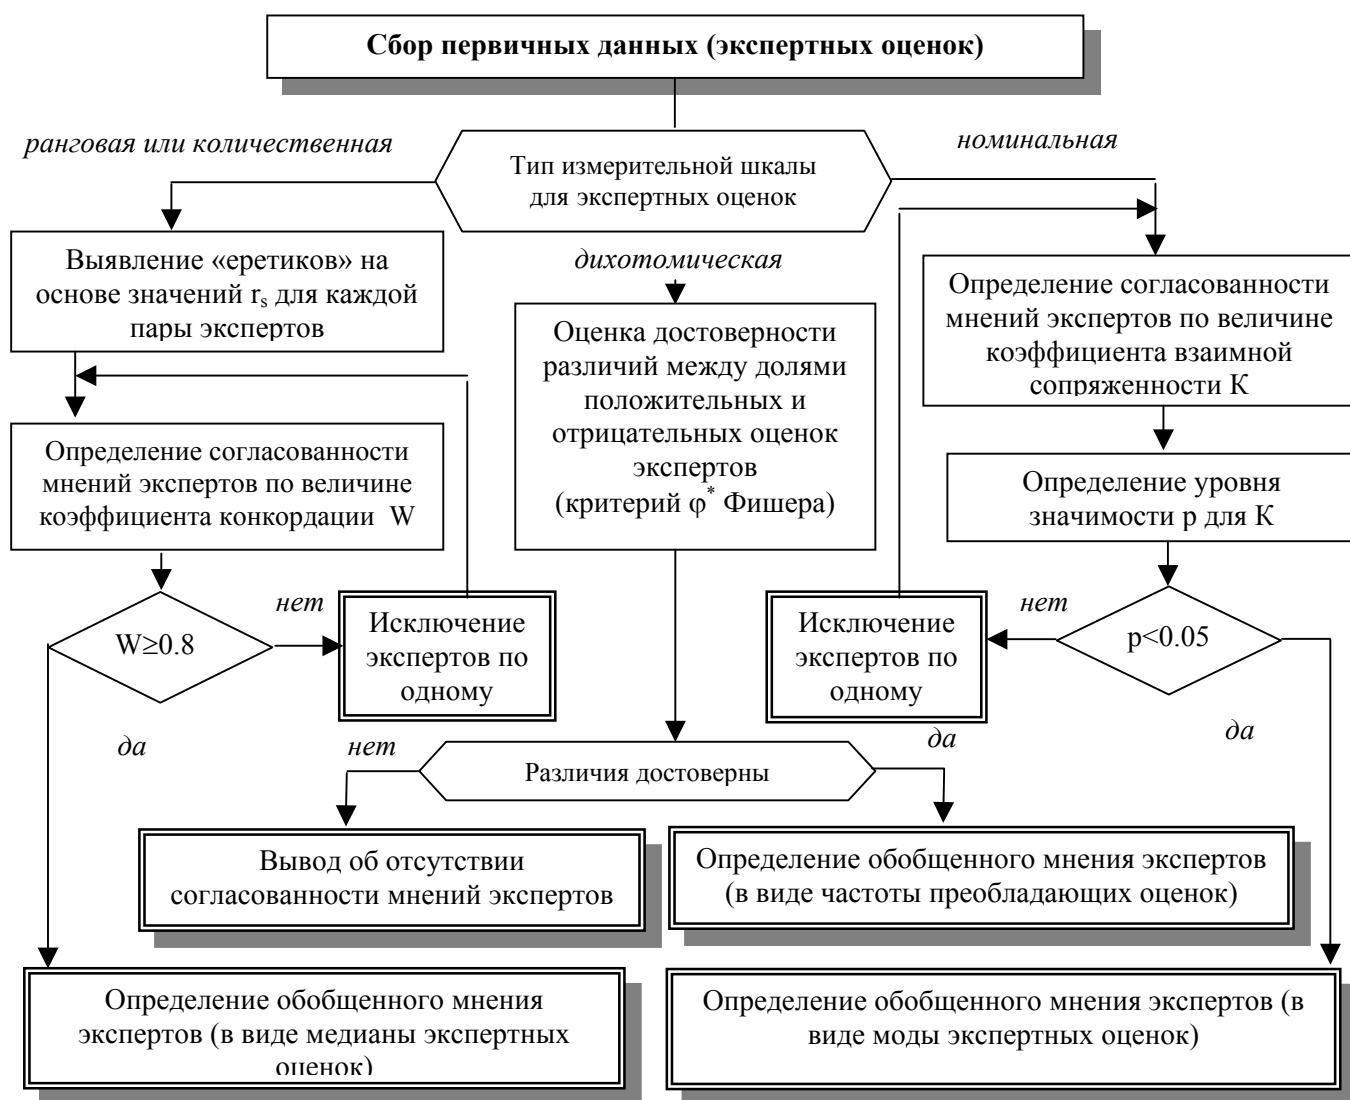 Сбор первичных данных (экспертных оценок)
ранговая или количественная
номинальная
Тип измерительной шкалы
для экспертных оценок
дихотомическая
Выявление «еретиков» на
основе значений rs для каждой
пары экспертов
Определение согласованности
мнений экспертов по величине
коэффициента конкордации W
W≥0.8
нет
Исключение
экспертов по
одному
да
Оценка достоверности
различий между долями
положительных и
отрицательных оценок
экспертов
(критерий φ* Фишера)
Определение согласованности
мнений экспертов по величине
коэффициента взаимной
сопряженности К
Определение уровня
значимости р для К
p<0.05
нет
Исключение
экспертов по
одному
да
нет
Различия достоверны
да
Вывод об отсутствии
согласованности мнений экспертов
Определение обобщенного мнения экспертов
(в виде частоты преобладающих оценок)
Определение обобщенного мнения
экспертов (в виде медианы экспертных
оценок)
Определение обобщенного мнения экспертов (в
виде моды экспертных оценок)